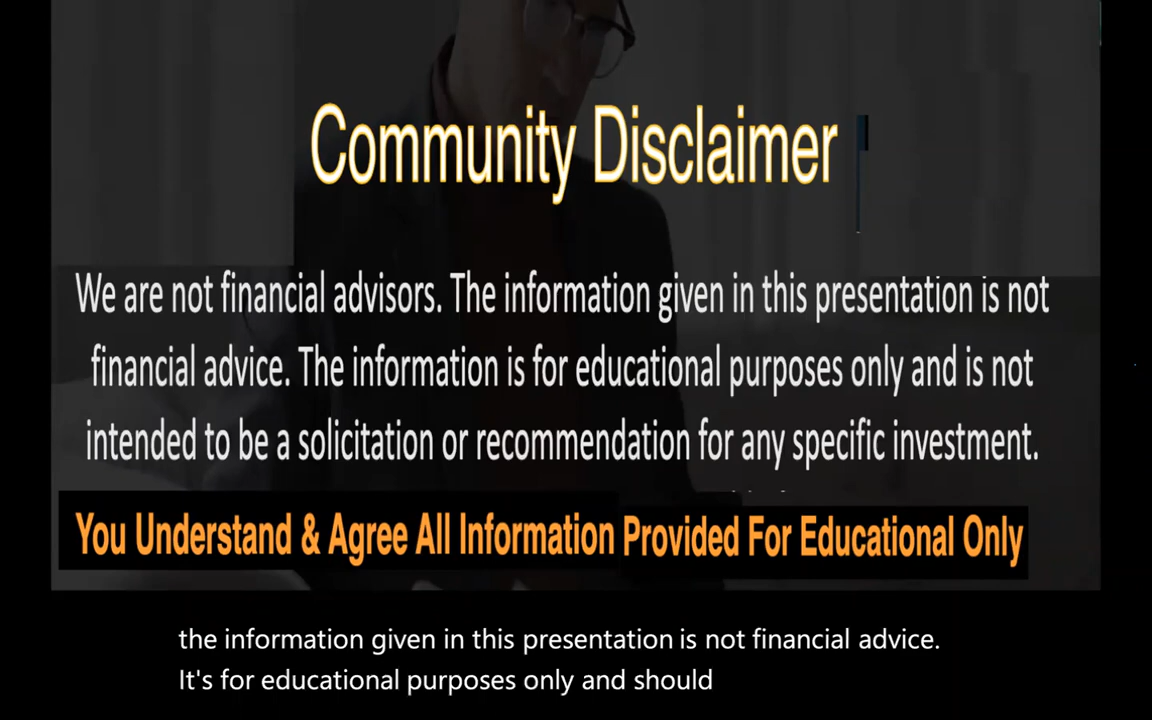 Community Disclaimer
We are not financial advisors. The information given in this presentation is not
financial advice. The information is for educational purposes only and is not
intended to be a solicitation or recommendation for any specific investment.
You Understand & Agree All Information Provided For Educational Only
the information given in this presentation is not financial advice.
It's for educational purposes only and should